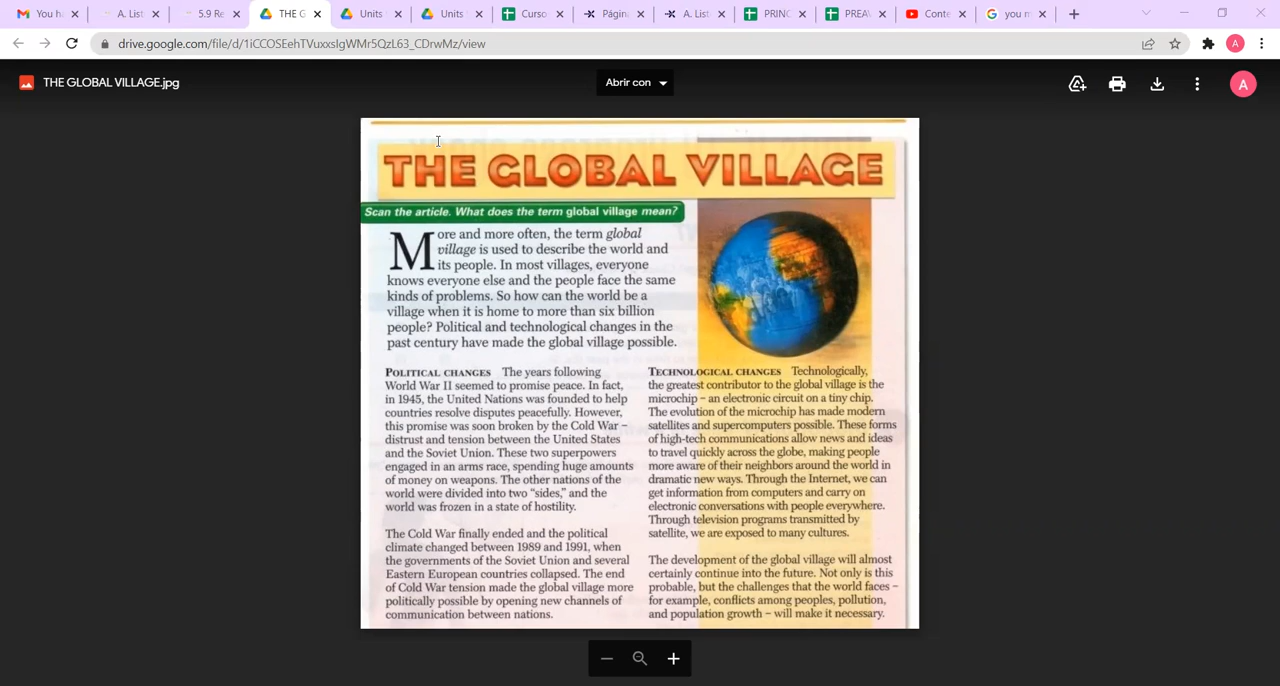 You ha
A. List
5.9 Re
THE G
Units
Units
Curso
Página
A. List
PRINC
PREAV
Conte
you m
drive.google.com/file/d/1iCCOSEehTVuxxsIgWMr5QzL63_CDrwMz/view
A
THE GLOBAL VILLAGE.jpg
Abrir con
A
THE GLOBAL VILLAGE
Scan the article. What does the term global village mean?
More and more often, the term global
village is used to describe the world and
its people. In most villages, everyone
knows everyone else and the people face the same
kinds of problems. So how can the world be a
village when it is home to more than six billion
people? Political and technological changes in the
past century have made the global village possible.
POLITICAL CHANGES The years following
World War II seemed to promise peace. In fact,
in 1945, the United Nations was founded to help
countries resolve disputes peacefully. However,
this promise was soon broken by the Cold War –
distrust and tension between the United States
and the Soviet Union. These two superpowers
engaged in an arms race, spending huge amounts
of money on weapons. The other nations of the
world were divided into two “sides,” and the
world was frozen in a state of hostility.
The Cold War finally ended and the political
climate changed between 1989 and 1991, when
the governments of the Soviet Union and several
Eastern European countries collapsed. The end
of Cold War tension made the global village more
politically possible by opening new channels of
communication between nations.
TECHNOLOGICAL CHANGES Technologically,
the greatest contributor to the global village is the
microchip – an electronic circuit on a tiny chip.
The evolution of the microchip has made modern
satellites and supercomputers possible. These forms
of high-tech communications allow news and ideas
to travel quickly across the globe, making people
more aware of their neighbors around the world in
dramatic new ways. Through the Internet, we can
get information from computers and carry on
electronic conversations with people everywhere.
Through television programs transmitted by
satellite, we are exposed to many cultures.
The development of the global village will almost
certainly continue into the future. Not only is this
probable, but the challenges that the world faces –
for example, conflicts among peoples, pollution,
and population growth – will make it necessary.